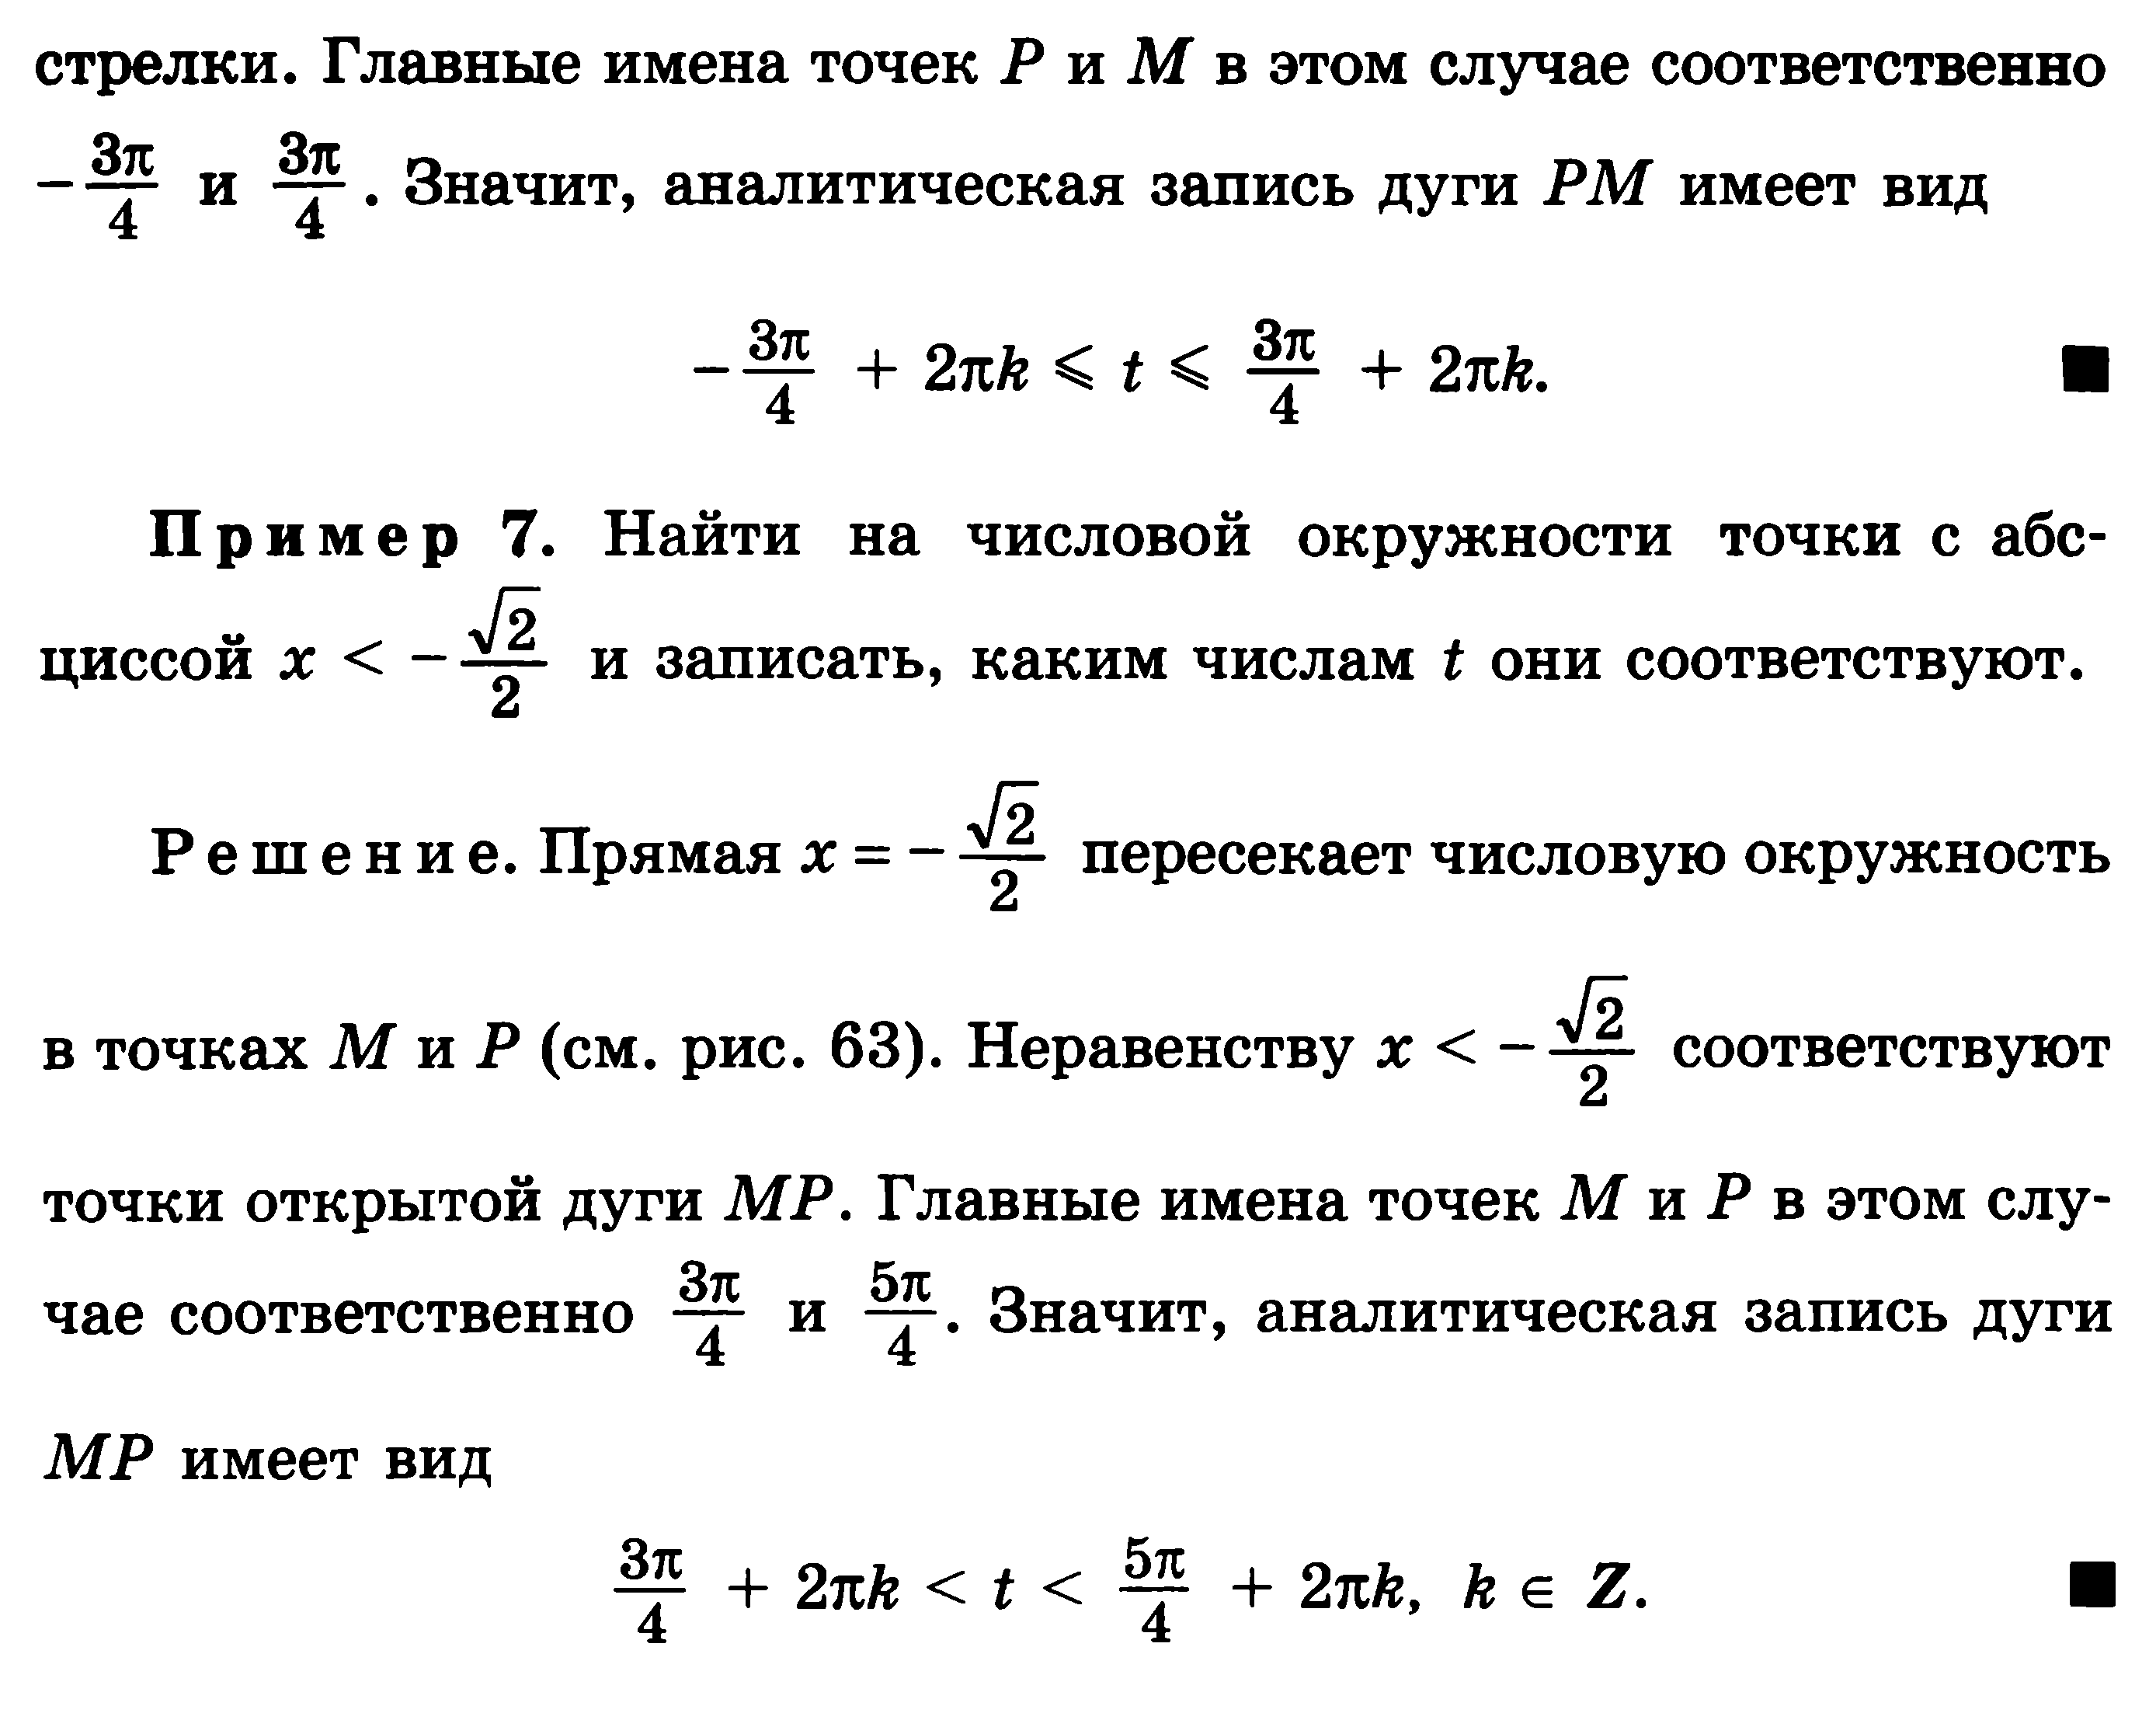 стрелки. Главные имена точек P и M в этом случае соответственно
−3π/4 и 3π/4. Значит, аналитическая запись дуги PM имеет вид
−3π/4 + 2πk ⩽ t ⩽ 3π/4 + 2πk. ■
Пример 7. Найти на числовой окружности точки с абс-
циссой x < −√2/2 и записать, каким числам t они соответствуют.
Решение. Прямая x = −√2/2 пересекает числовую окружность
в точках M и P (см. рис. 63). Неравенству x < −√2/2 соответствуют
точки открытой дуги MP. Главные имена точек M и P в этом слу-
чае соответственно 3π/4 и 5π/4. Значит, аналитическая запись дуги
MP имеет вид
3π/4 + 2πk < t < 5π/4 + 2πk, k ∈ Z. ■